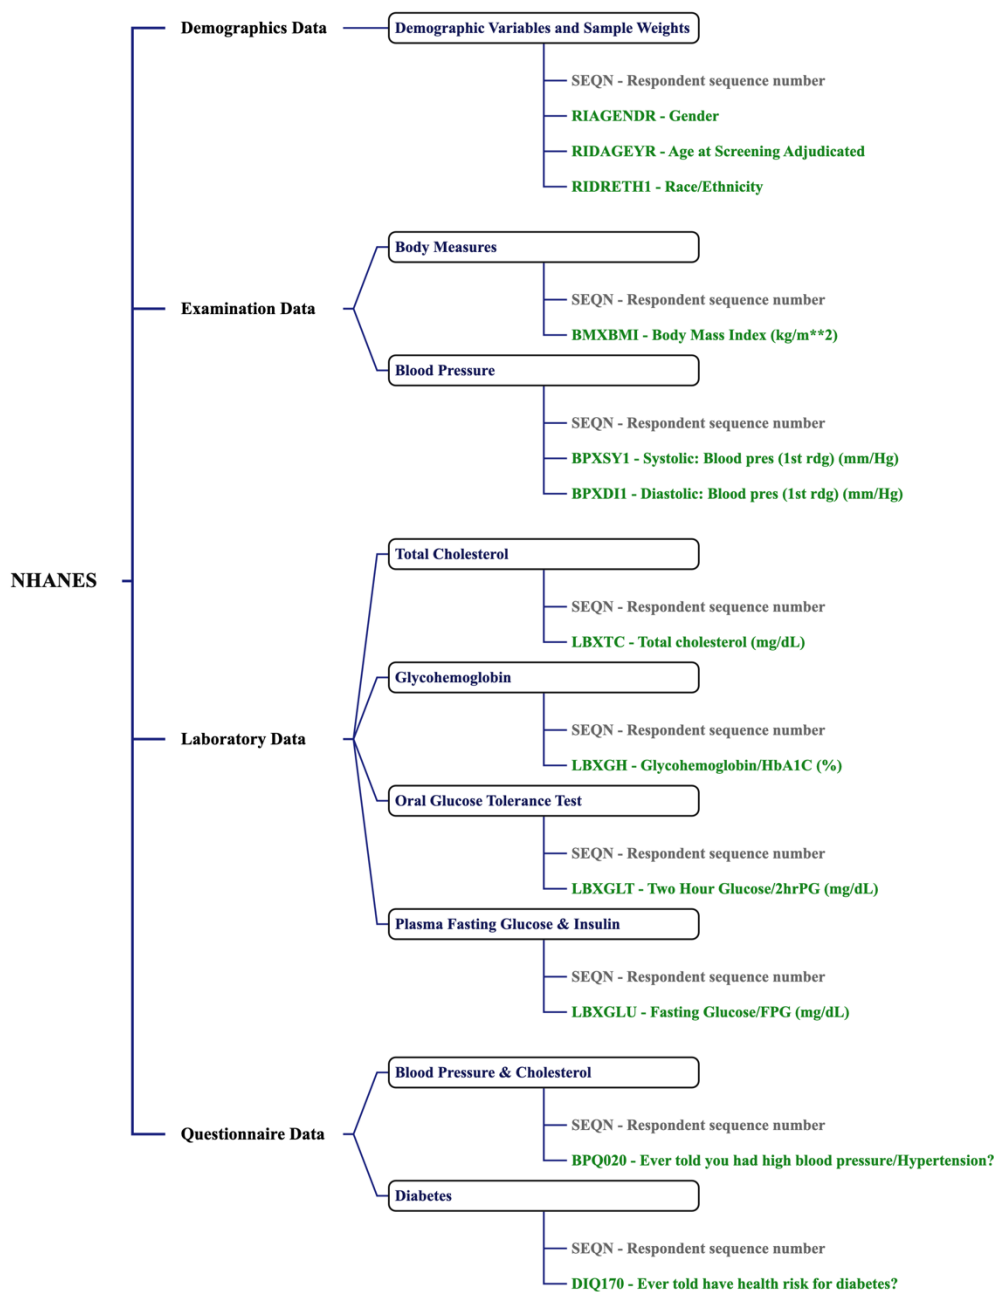 Demographics Data
Demographic Variables and Sample Weights
SEQN - Respondent sequence number
RIAGENDR - Gender
RIDAGEYR - Age at Screening Adjudicated
RIDRETH1 - Race/Ethnicity
Body Measures
SEQN - Respondent sequence number
Examination Data
BMXBMI - Body Mass Index (kg/m**2)
Blood Pressure
SEQN - Respondent sequence number
BPXSY1 - Systolic: Blood pres (1st rdg) (mm/Hg)
BPXDI1 - Diastolic: Blood pres (1st rdg) (mm/Hg)
Total Cholesterol
NHANES
SEQN - Respondent sequence number
LBXTC - Total cholesterol (mg/dL)
Glycohemoglobin
SEQN - Respondent sequence number
Laboratory Data
LBXGH - Glycohemoglobin/HbA1C (%)
Oral Glucose Tolerance Test
SEQN - Respondent sequence number
LBXGLT - Two Hour Glucose/2hrPG (mg/dL)
Plasma Fasting Glucose & Insulin
SEQN - Respondent sequence number
LBXGLU - Fasting Glucose/FPG (mg/dL)
Blood Pressure & Cholesterol
SEQN - Respondent sequence number
Questionnaire Data
BPQ020 - Ever told you had high blood pressure/Hypertension?
Diabetes
SEQN - Respondent sequence number
DIQ170 - Ever told have health risk for diabetes?